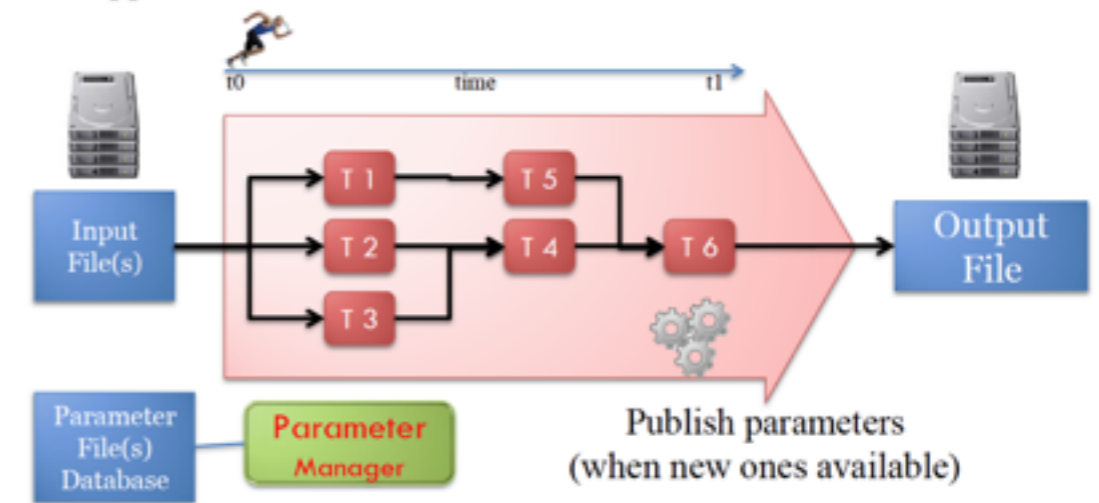 t0 time t1
Input
File(s)
T 1
T 5
T 2
T 4
T 6
T 3
Output
File
Parameter
File(s)
Database
Parameter
Manager
Publish parameters
(when new ones available)